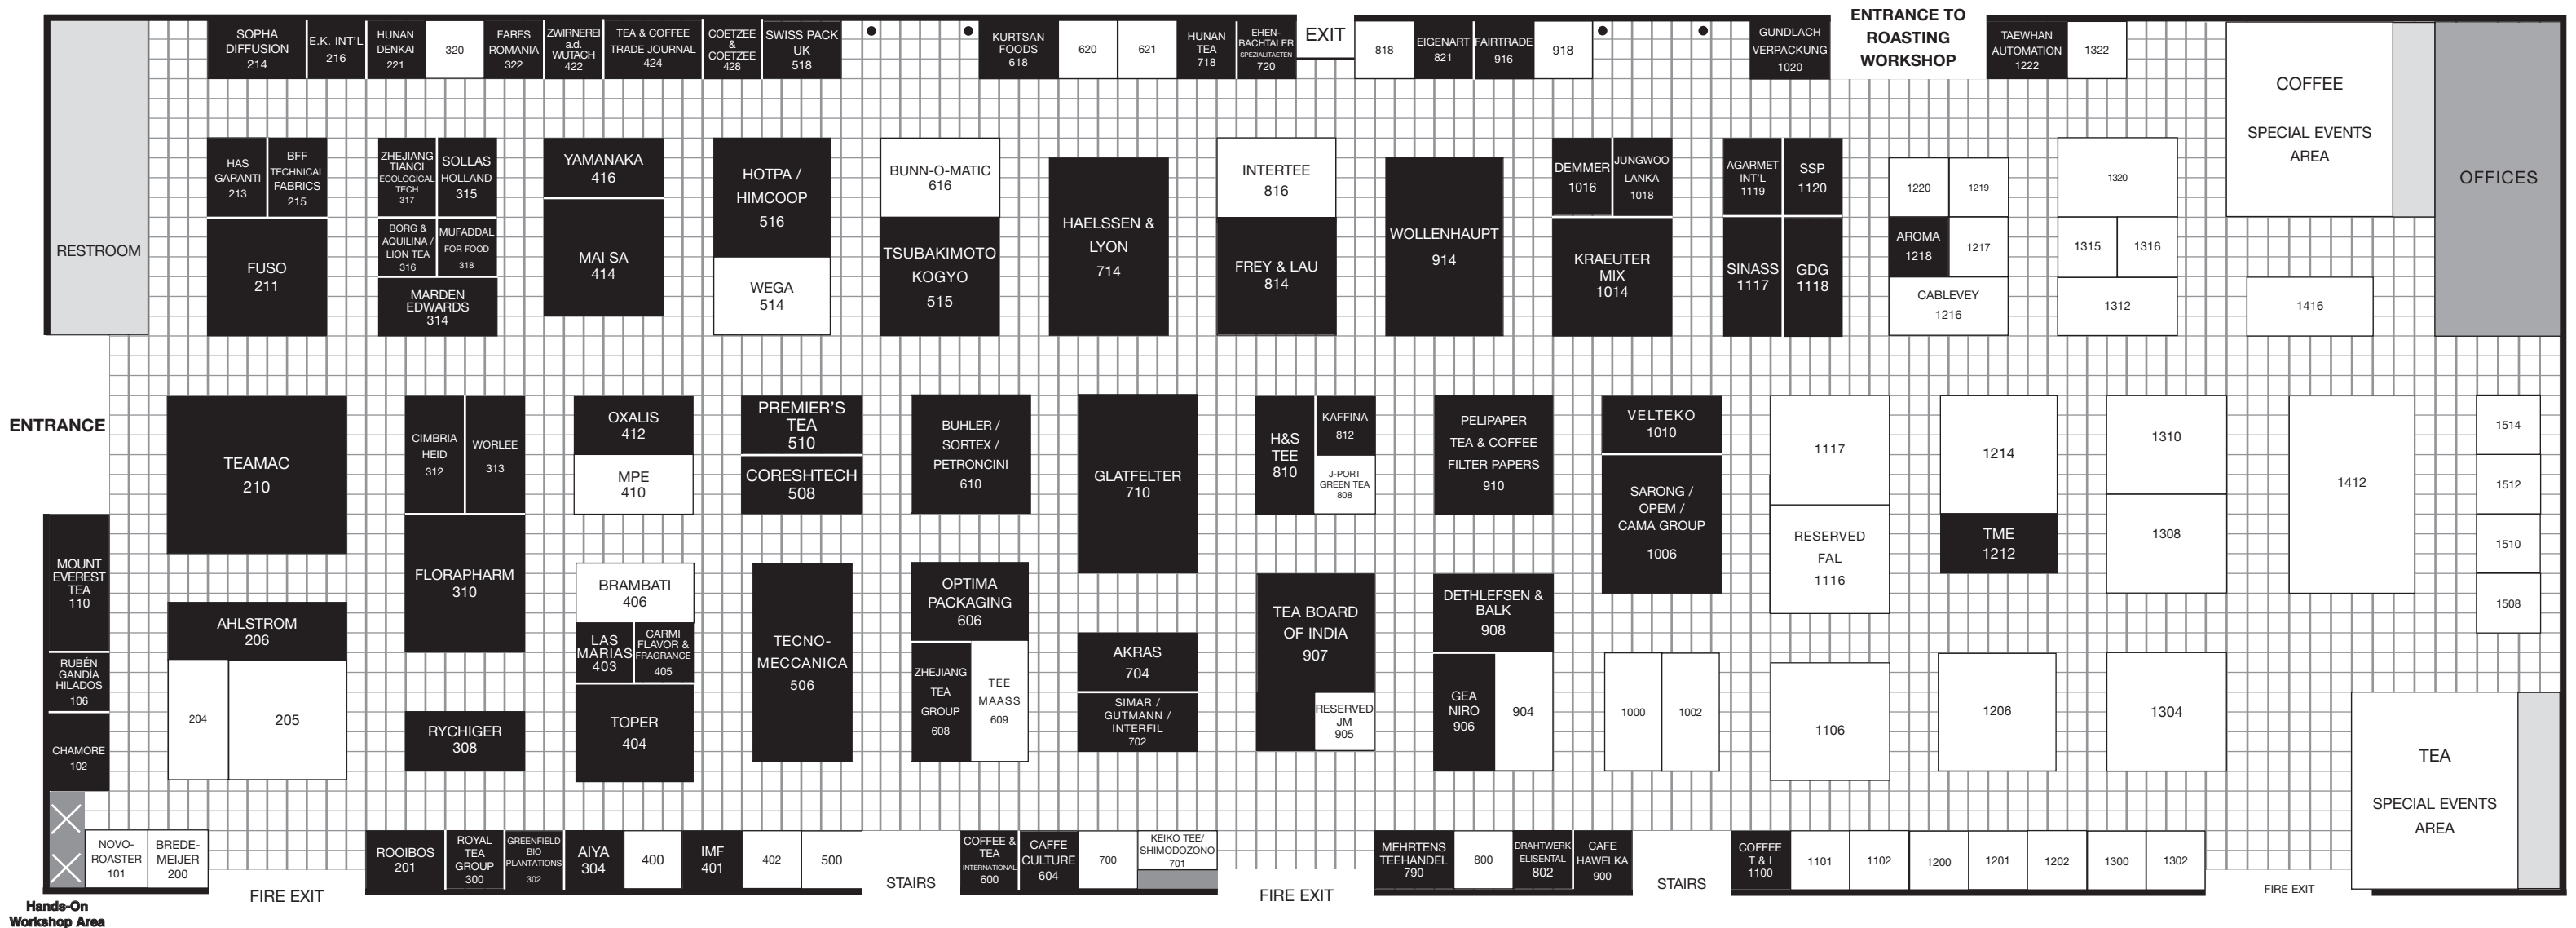 SOPHA
DIFFUSION
214
E.K. INT'L
216
HUNAN
DENKAI
221
320
FARES
ROMANIA
322
ZWIRNEREI
a.d.
WUTACH
422
TEA & COFFEE
TRADE JOURNAL
424
COETZEE
&
COETZEE
428
SWISS PACK
UK
518
KURTSAN
FOODS
618
620
621
HUNAN
TEA
718
EHEN-
BACHTALER
SPEZIALITAETEN
720
EXIT
818
EIGENART
821
FAIRTRADE
916
918
GUNDLACH
VERPACKUNG
1020
ENTRANCE TO
ROASTING
WORKSHOP
TAEWHAN
AUTOMATION
1222
1322
COFFEE
SPECIAL EVENTS
AREA
OFFICES
RESTROOM
HAS
GARANTI
213
BFF
TECHNICAL
FABRICS
215
FUSO
211
ZHEJIANG
TIANCI
ECOLOGICAL
TECH
317
SOLLAS
HOLLAND
315
BORG &
AQUILINA /
LION TEA
316
MUFADDAL
FOR FOOD
318
MARDEN
EDWARDS
314
YAMANAKA
416
MAI SA
414
HOTPA /
HIMCOOP
516
WEGA
514
BUNN-O-MATIC
616
TSUBAKIMOTO
KOGYO
515
HAELSSEN &
LYON
714
INTERTEE
816
FREY & LAU
814
WOLLENHAUPT
914
DEMMER
1016
JUNGWOO
LANKA
1018
KRAEUTER
MIX
1014
AGARMET
INT'L
1119
SSP
1120
SINASS
1117
GDG
1118
1220
1219
AROMA
1218
1217
CABLEVEY
1216
1320
1315
1316
1312
1416
ENTRANCE
TEAMAC
210
CIMBRIA
HEID
312
WORLEE
313
FLORAPHARM
310
OXALIS
412
MPE
410
PREMIER'S
TEA
510
CORESHTECH
508
BUHLER /
SORTEX /
PETRONCINI
610
GLATFELTER
710
H&S
TEE
810
KAFFINA
812
J-PORT
GREEN TEA
808
PELIPAPER
TEA & COFFEE
FILTER PAPERS
910
VELTEKO
1010
SARONG /
OPEM /
CAMA GROUP
1006
1117
RESERVED
FAL
1116
1214
TME
1212
1310
1308
1412
1514
1512
1510
1508
MOUNT
EVEREST
TEA
110
RUBÉN
GANDÍA
HILADOS
106
CHAMORE
102
AHLSTROM
206
204
205
RYCHIGER
308
BRAMBATI
406
LAS
MARIAS
403
CARMI
FLAVOR &
FRAGRANCE
405
TOPER
404
TECNO-
MECCANICA
506
OPTIMA
PACKAGING
606
ZHEJIANG
TEA
GROUP
608
TEE
MAASS
609
AKRAS
704
SIMAR /
GUTMANN /
INTERFIL
702
TEA BOARD
OF INDIA
907
RESERVED
JM
905
DETHLEFSEN &
BALK
908
GEA
NIRO
906
904
1000
1002
1106
1206
1304
TEA
SPECIAL EVENTS
AREA
NOVO-
ROASTER
101
BREDE-
MEIJER
200
FIRE EXIT
ROOIBOS
201
ROYAL
TEA
GROUP
300
GREENFIELD
BIO
PLANTATIONS
302
AIYA
304
400
IMF
401
402
500
STAIRS
COFFEE &
TEA
INTERNATIONAL
600
CAFFE
CULTURE
604
700
KEIKO TEE/
SHIMODOZONO
701
FIRE EXIT
MEHRTENS
TEEHANDEL
790
800
DRAHTWERK
ELISENTAL
802
CAFE
HAWELKA
900
STAIRS
COFFEE
T & I
1100
1101
1102
1200
1201
1202
1300
1302
FIRE EXIT
Hands-On
Workshop Area